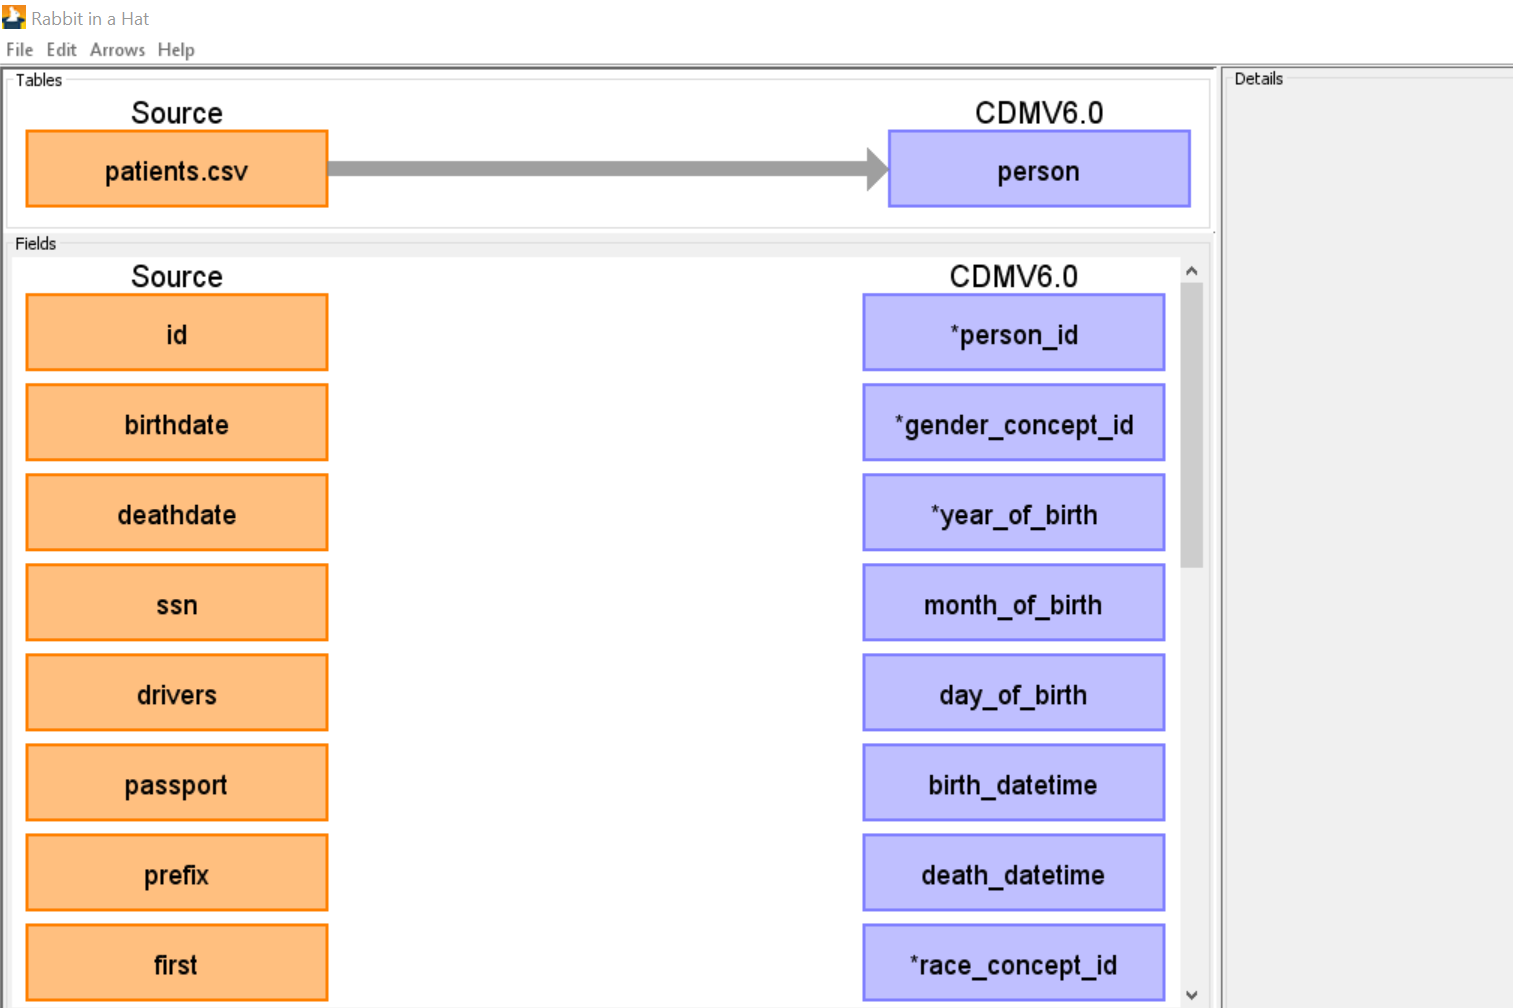 Rabbit in a Hat
File Edit Arrows Help
Tables
Source CDMV6.0
patients.csv person
Details
Fields
Source CDMV6.0
id *person_id
birthdate *gender_concept_id
deathdate *year_of_birth
ssn month_of_birth
drivers day_of_birth
passport birth_datetime
prefix death_datetime
first *race_concept_id